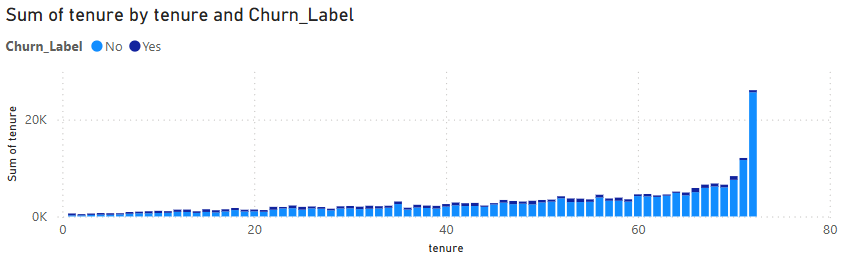 Sum of tenure by tenure and Churn_Label
Churn_Label No Yes
Sum of tenure
20K
0K
0 20 40 60 80
tenure